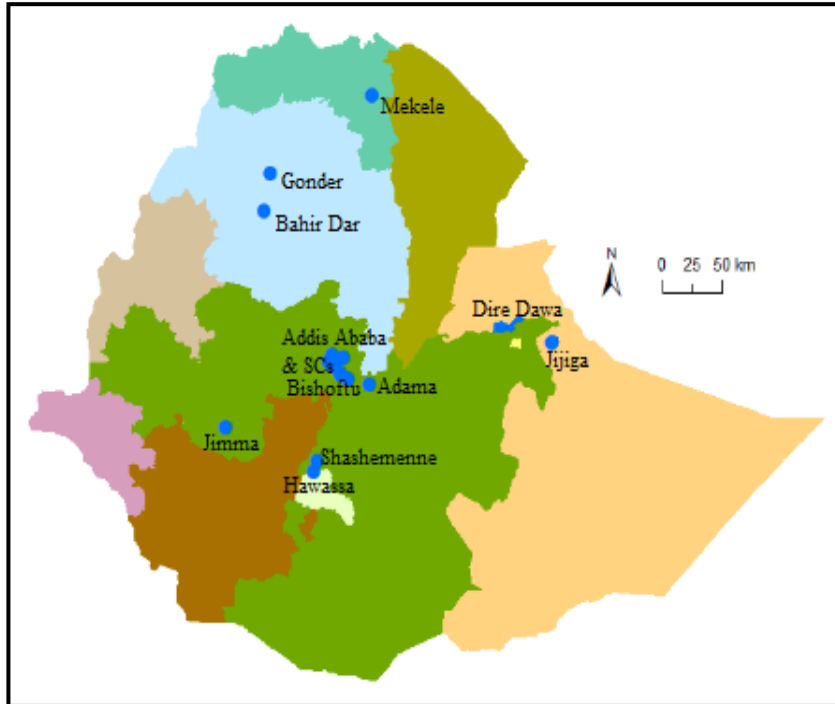 Mekele
Gonder
Bahir Dar
N
0 25 50 km
Dire Dawa
Addis Ababa
& SCs
Jijiga
Bishoftu
Adama
Jimma
Shashemenne
Hawassa